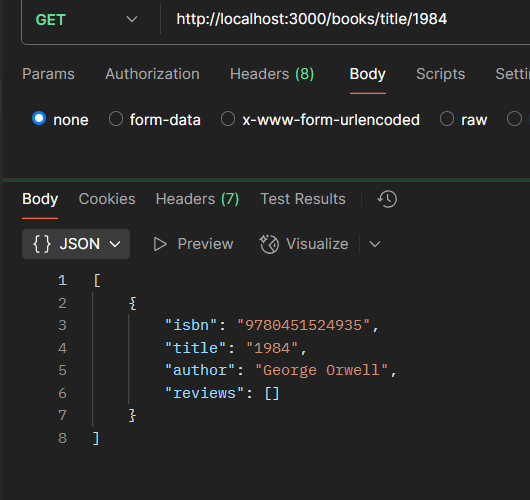 GET http://localhost:3000/books/title/1984
Params Authorization Headers (8) Body Scripts Setti
none form-data x-www-form-urlencoded raw
Body Cookies Headers (7) Test Results
{} JSON Preview Visualize
1 [
2 {
3 "isbn": "9780451524935",
4 "title": "1984",
5 "author": "George Orwell",
6 "reviews": []
7 }
8 ]